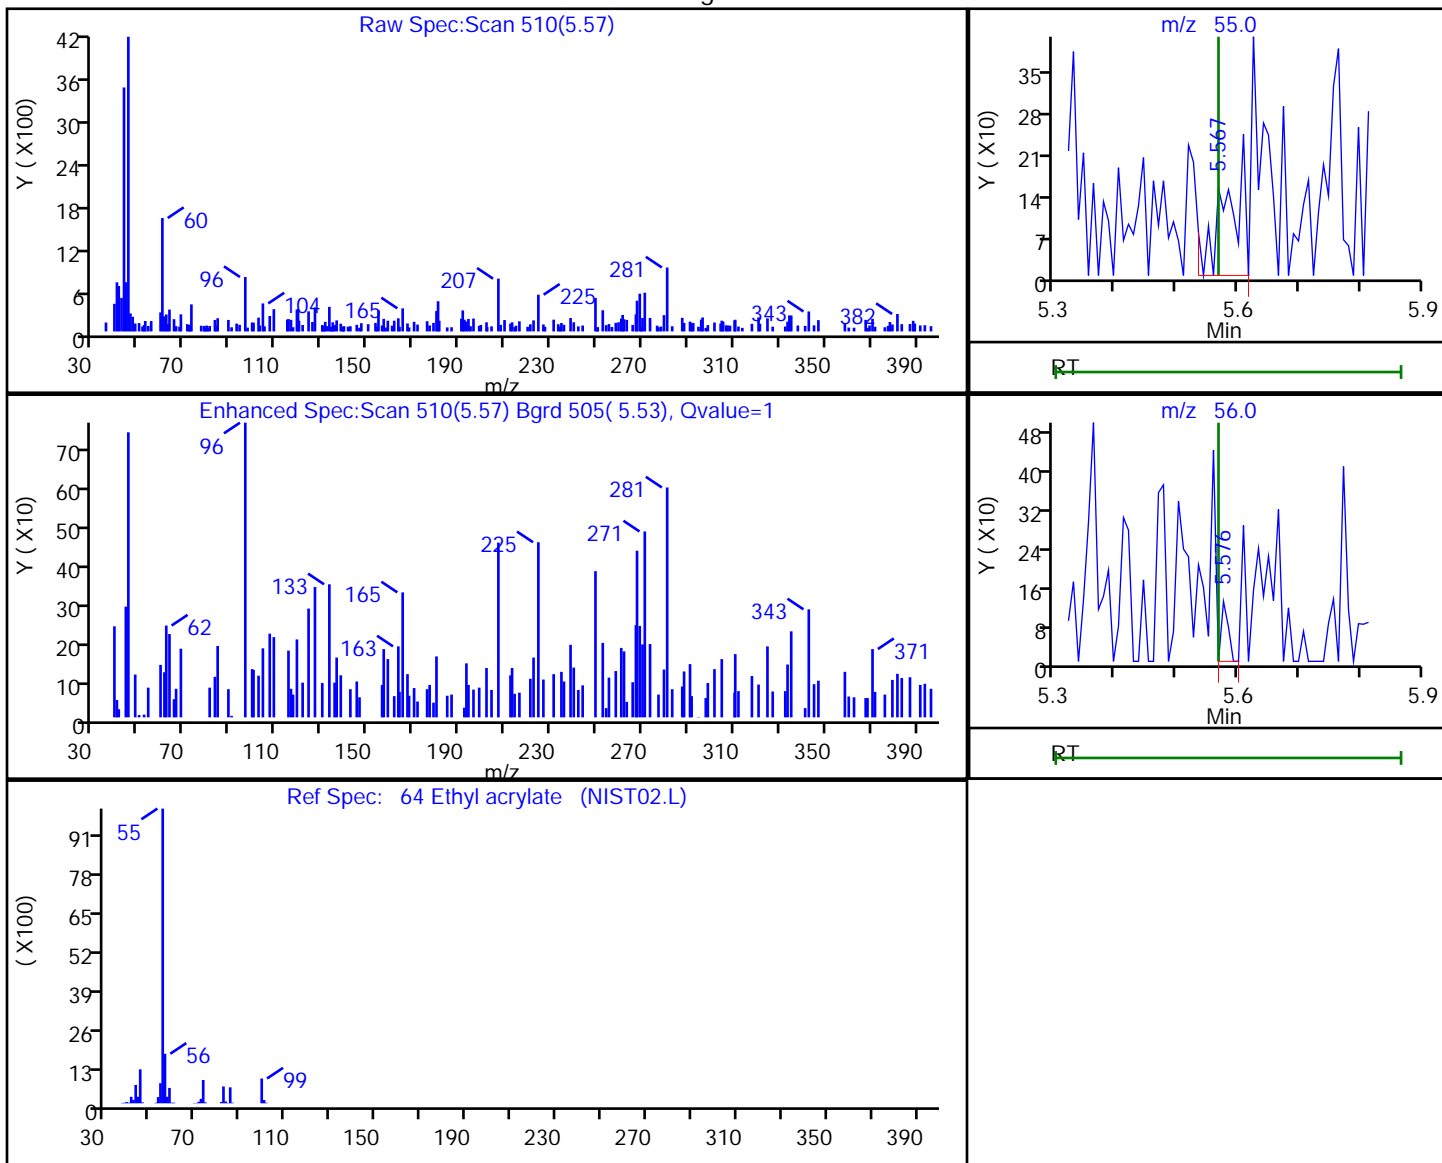 Raw Spec:Scan 510(5.57)
42
36
30
24
18
12
6
0
Y ( X100)
60
96
104
165
207
225
281
343
382
30 70 110 150 190 230 270 310 350 390
m/z
m/z 55.0
35
28
21
14
7
0
Y ( X10)
5.567
5.3 5.6 5.9
Min
RT
Enhanced Spec:Scan 510(5.57) Bgrd 505( 5.53), Qvalue=1
70
60
50
40
30
20
10
0
Y ( X10)
96
62
133
165
163
225
271
281
343
371
30 70 110 150 190 230 270 310 350 390
m/z
m/z 56.0
48
40
32
24
16
8
0
Y ( X10)
5.576
5.3 5.6 5.9
Min
RT
Ref Spec: 64 Ethyl acrylate (NIST02.L)
91
78
65
52
39
26
13
0
( X100)
55
56
99
30 70 110 150 190 230 270 310 350 390